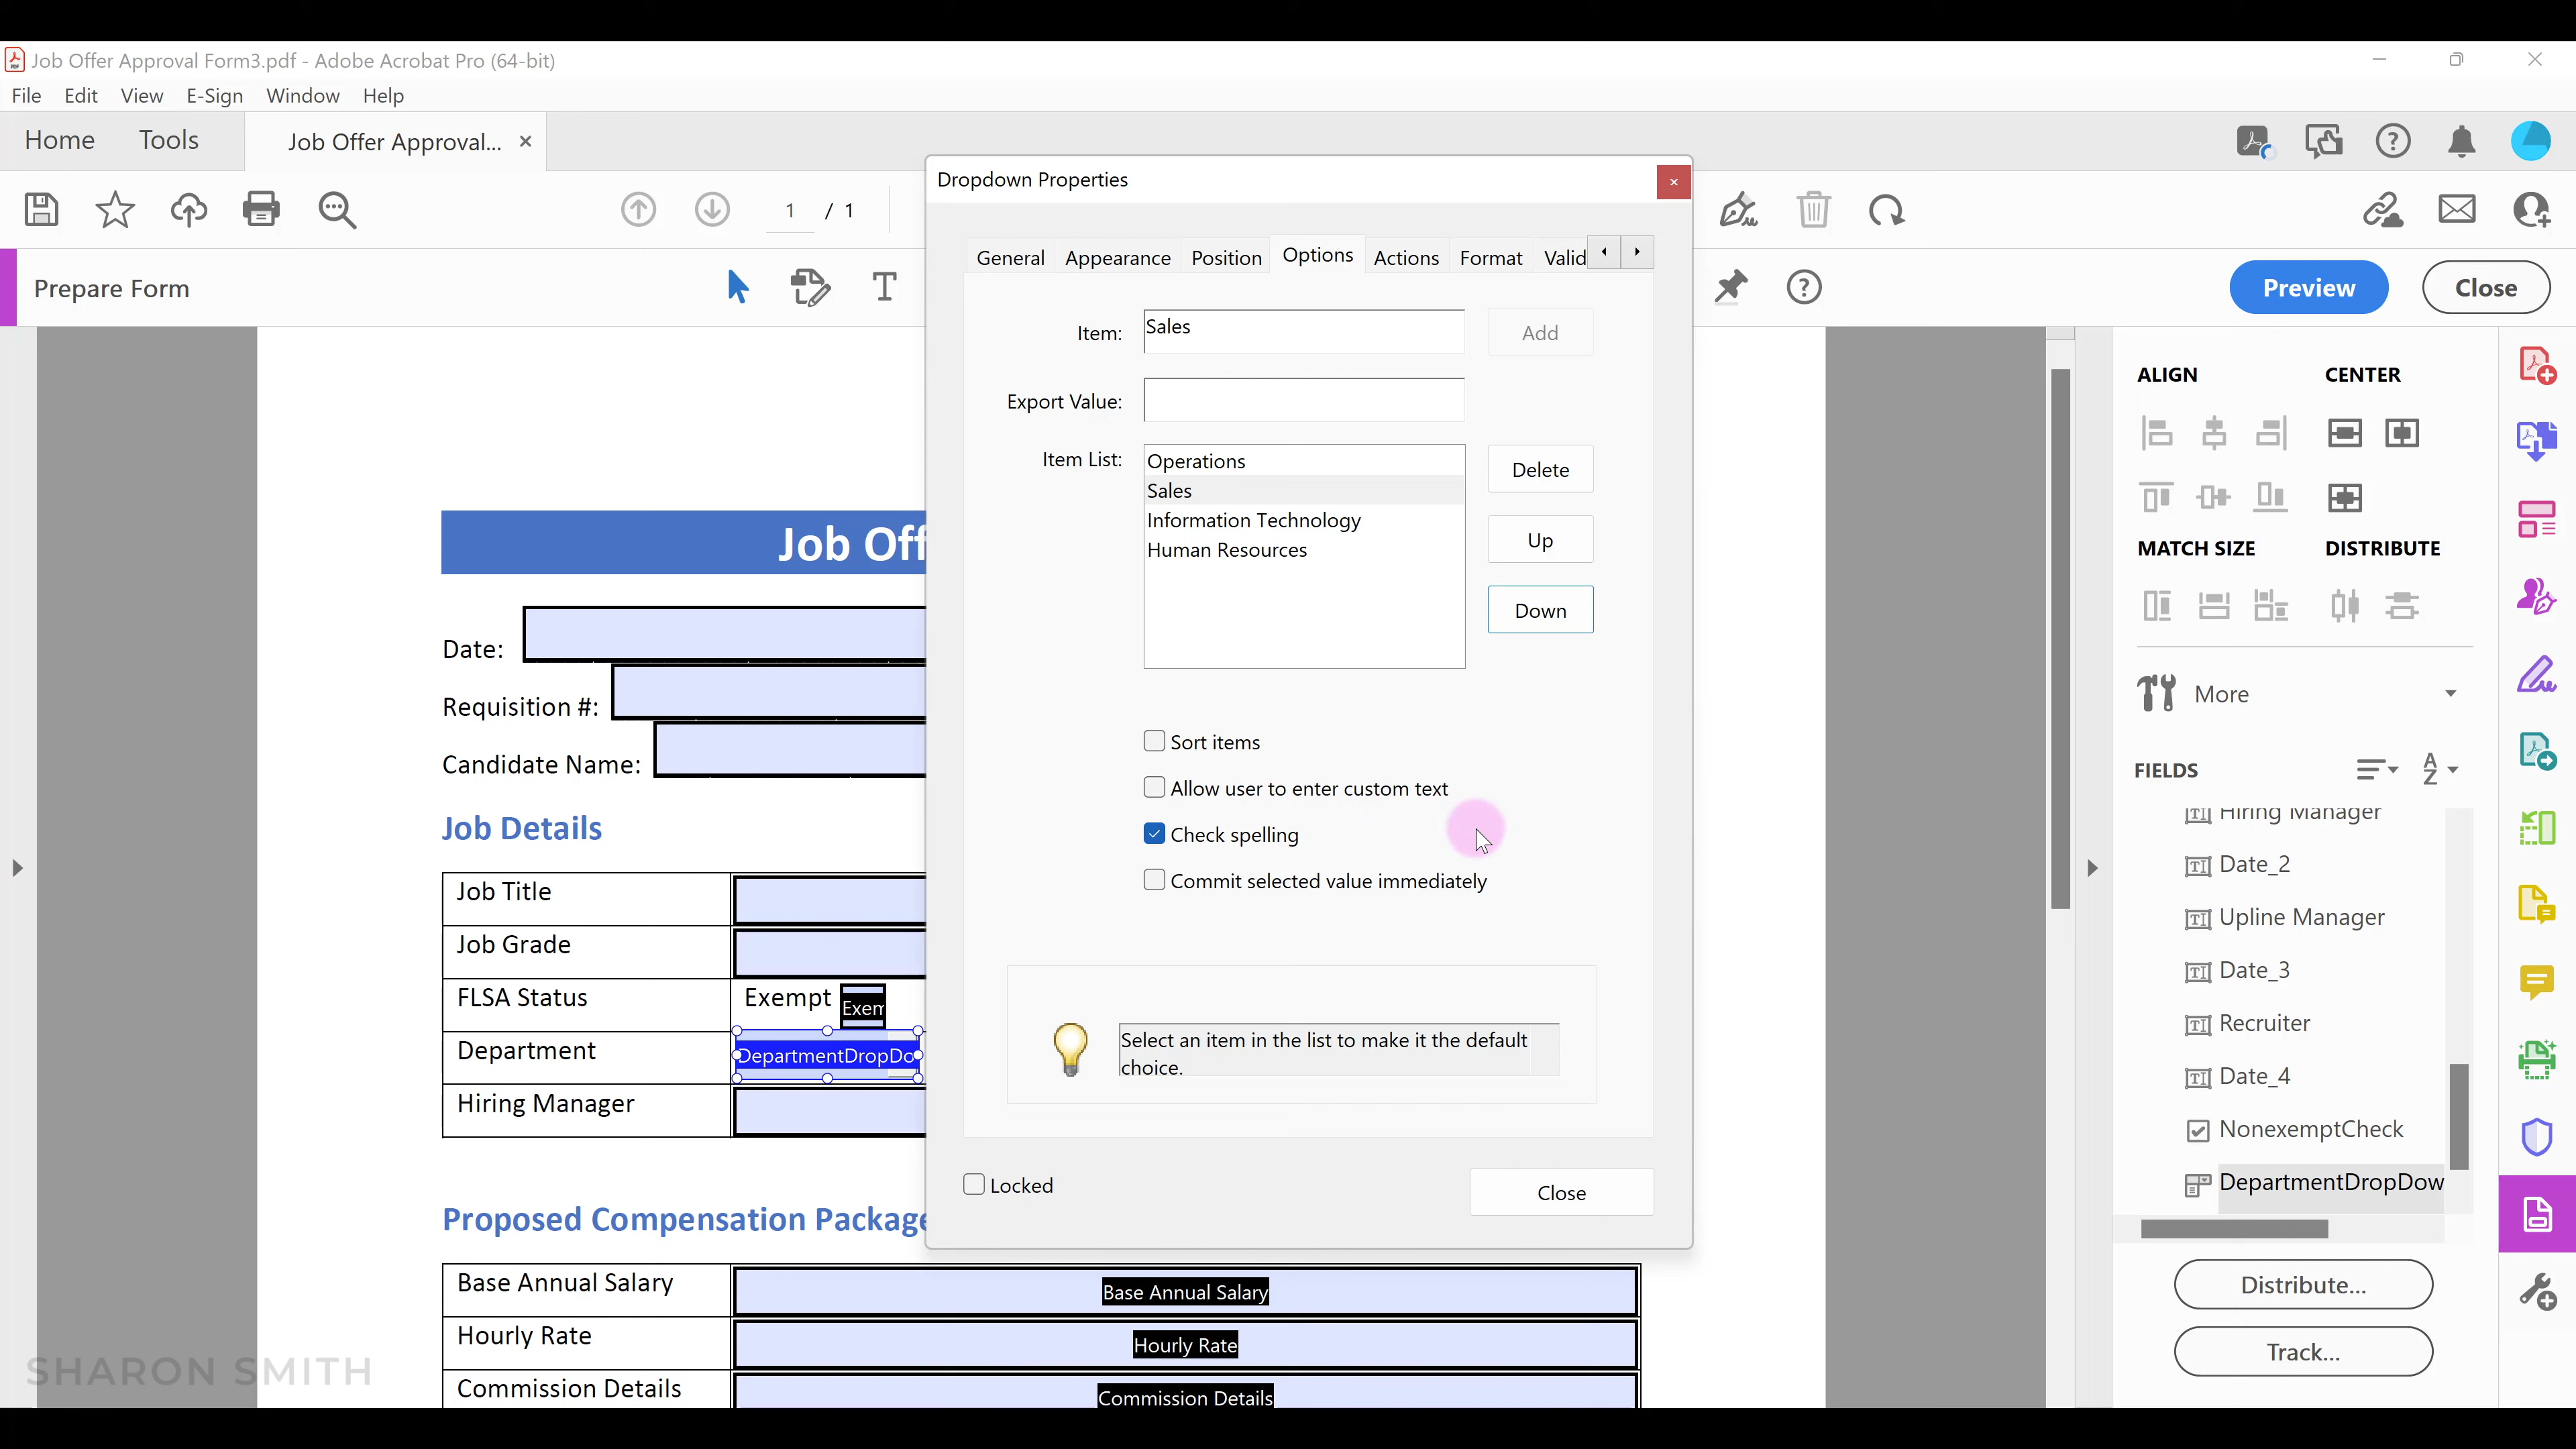 Job Offer Approval Form3.pdf - Adobe Acrobat Pro (64-bit)
File Edit View E-Sign Window Help
Home Tools Job Offer Approval...
1 / 1
Prepare Form
Preview
Close
Dropdown Properties
General Appearance Position Options Actions Format Valid
Item: Sales Add
Export Value:
Item List:
Operations
Sales
Information Technology
Human Resources
Delete
Up
Down
Sort items
Allow user to enter custom text
Check spelling
Commit selected value immediately
Select an item in the list to make it the default
choice.
Locked
Close
Job Off
Date:
Requisition #:
Candidate Name:
Job Details
Job Title
Job Grade
FLSA Status Exempt Exem
Department DepartmentDropDo
Hiring Manager
Proposed Compensation Package
Base Annual Salary Base Annual Salary
Hourly Rate Hourly Rate
Commission Details Commission Details
SHARON SMITH
ALIGN CENTER
MATCH SIZE DISTRIBUTE
More
FIELDS
Hiring Manager
Date_2
Upline Manager
Date_3
Recruiter
Date_4
NonexemptCheck
DepartmentDropDow
Distribute...
Track...